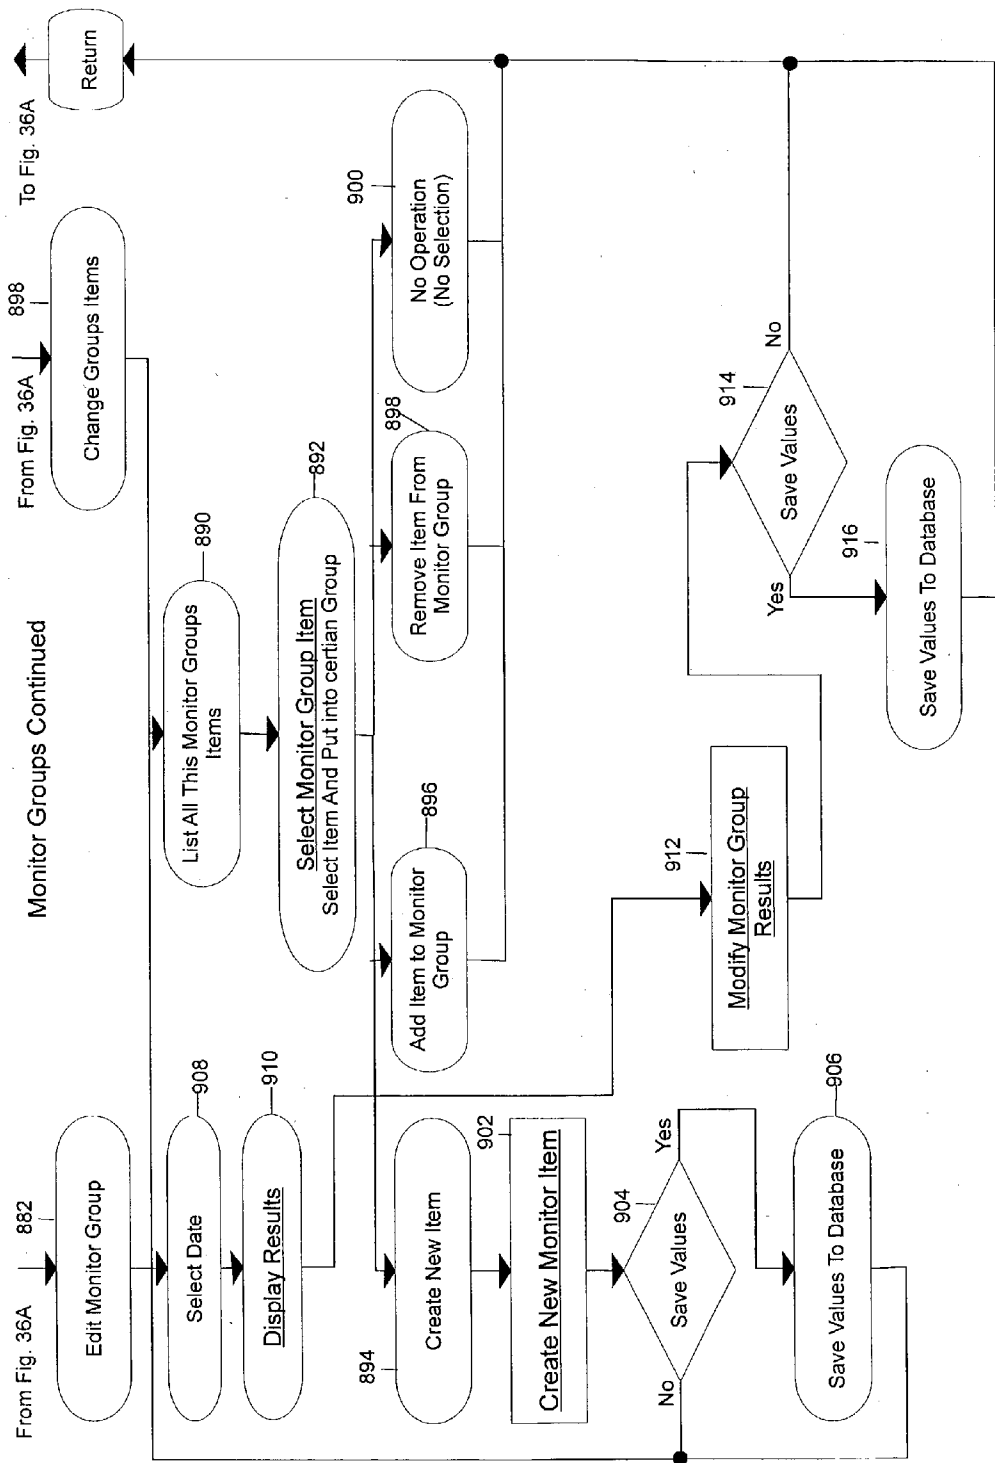 Monitor Groups Continued
From Fig. 36A
882
Edit Monitor Group
908
Select Date
910
Display Results
From Fig. 36A
898
Change Groups Items
To Fig. 36A
Return
890
List All This Monitor Groups
Items
892
Select Monitor Group Item
Select Item And Put into certian Group
894
Create New Item
896
Add Item to Monitor
Group
898
Remove Item From
Monitor Group
900
No Operation
(No Selection)
902
Create New Monitor Item
904
Save Values
No
Yes
906
Save Values To Database
912
Modify Monitor Group
Results
914
Save Values
Yes
No
916
Save Values To Database